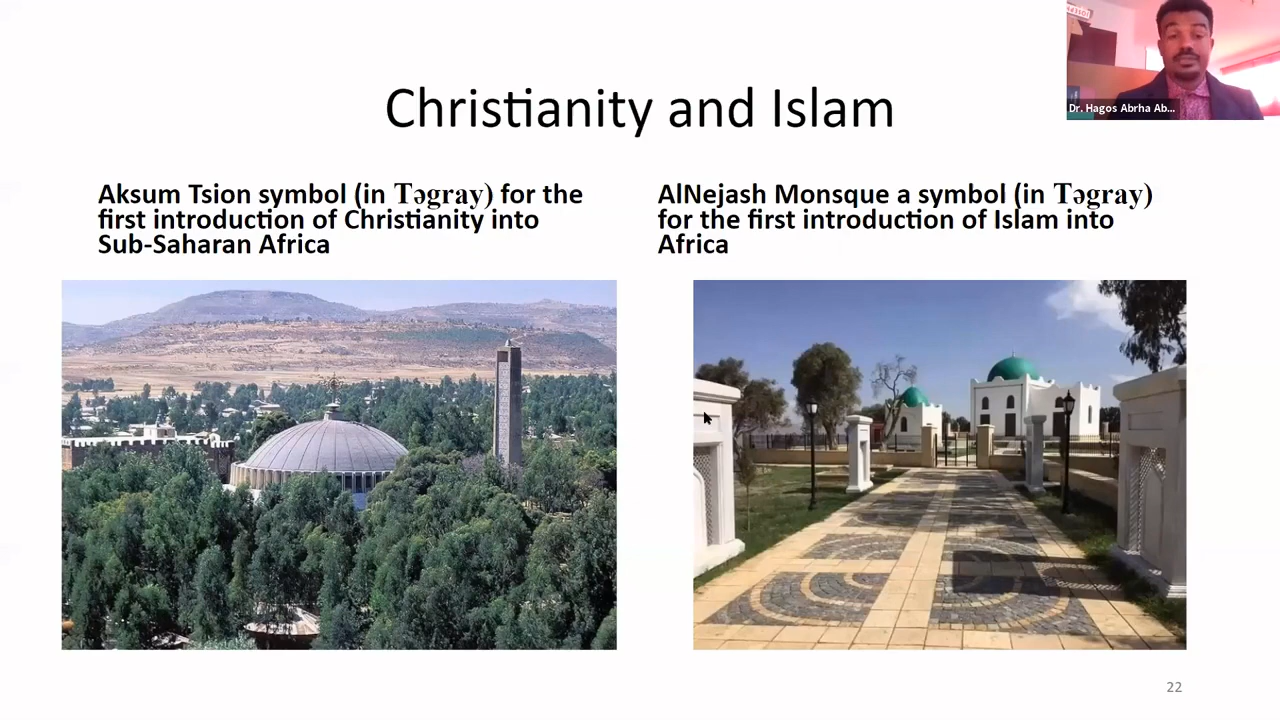 Christianity and Islam
Aksum Tsion symbol (in Təgray) for the
first introduction of Christianity into
Sub-Saharan Africa
AlNejash Monsque a symbol (in Təgray)
for the first introduction of Islam into
Africa
Dr. Hagos Abrha Ab...
22